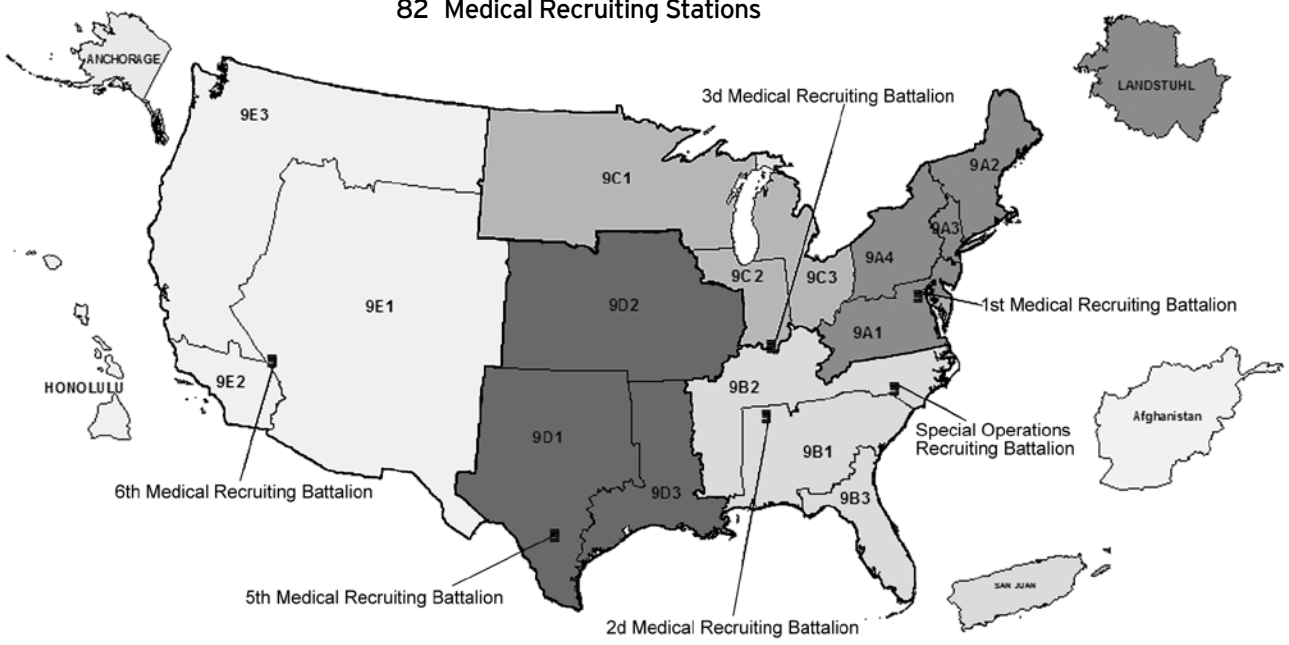 82 Medical Recruiting Stations
ANCHORAGE
LANDSTUHL
3d Medical Recruiting Battalion
9E3
9C1
9A2
9A3
9A4
9C2
9C3
9E1
9D2
1st Medical Recruiting Battalion
9A1
9E2
9B2
HONOLULU
Afghanistan
Special Operations
Recruiting Battalion
9D1
9B1
6th Medical Recruiting Battalion
9D3
9B3
5th Medical Recruiting Battalion
SAN JUAN
2d Medical Recruiting Battalion